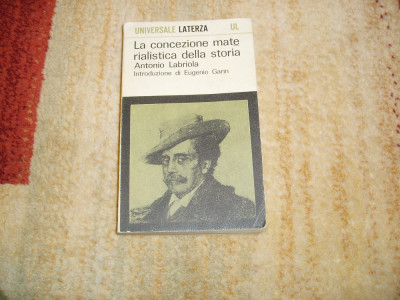 UNIVERSALE LATERZA UL
La concezione mate
rialistica della storia
Antonio Labriola
Introduzione di Eugenio Garin